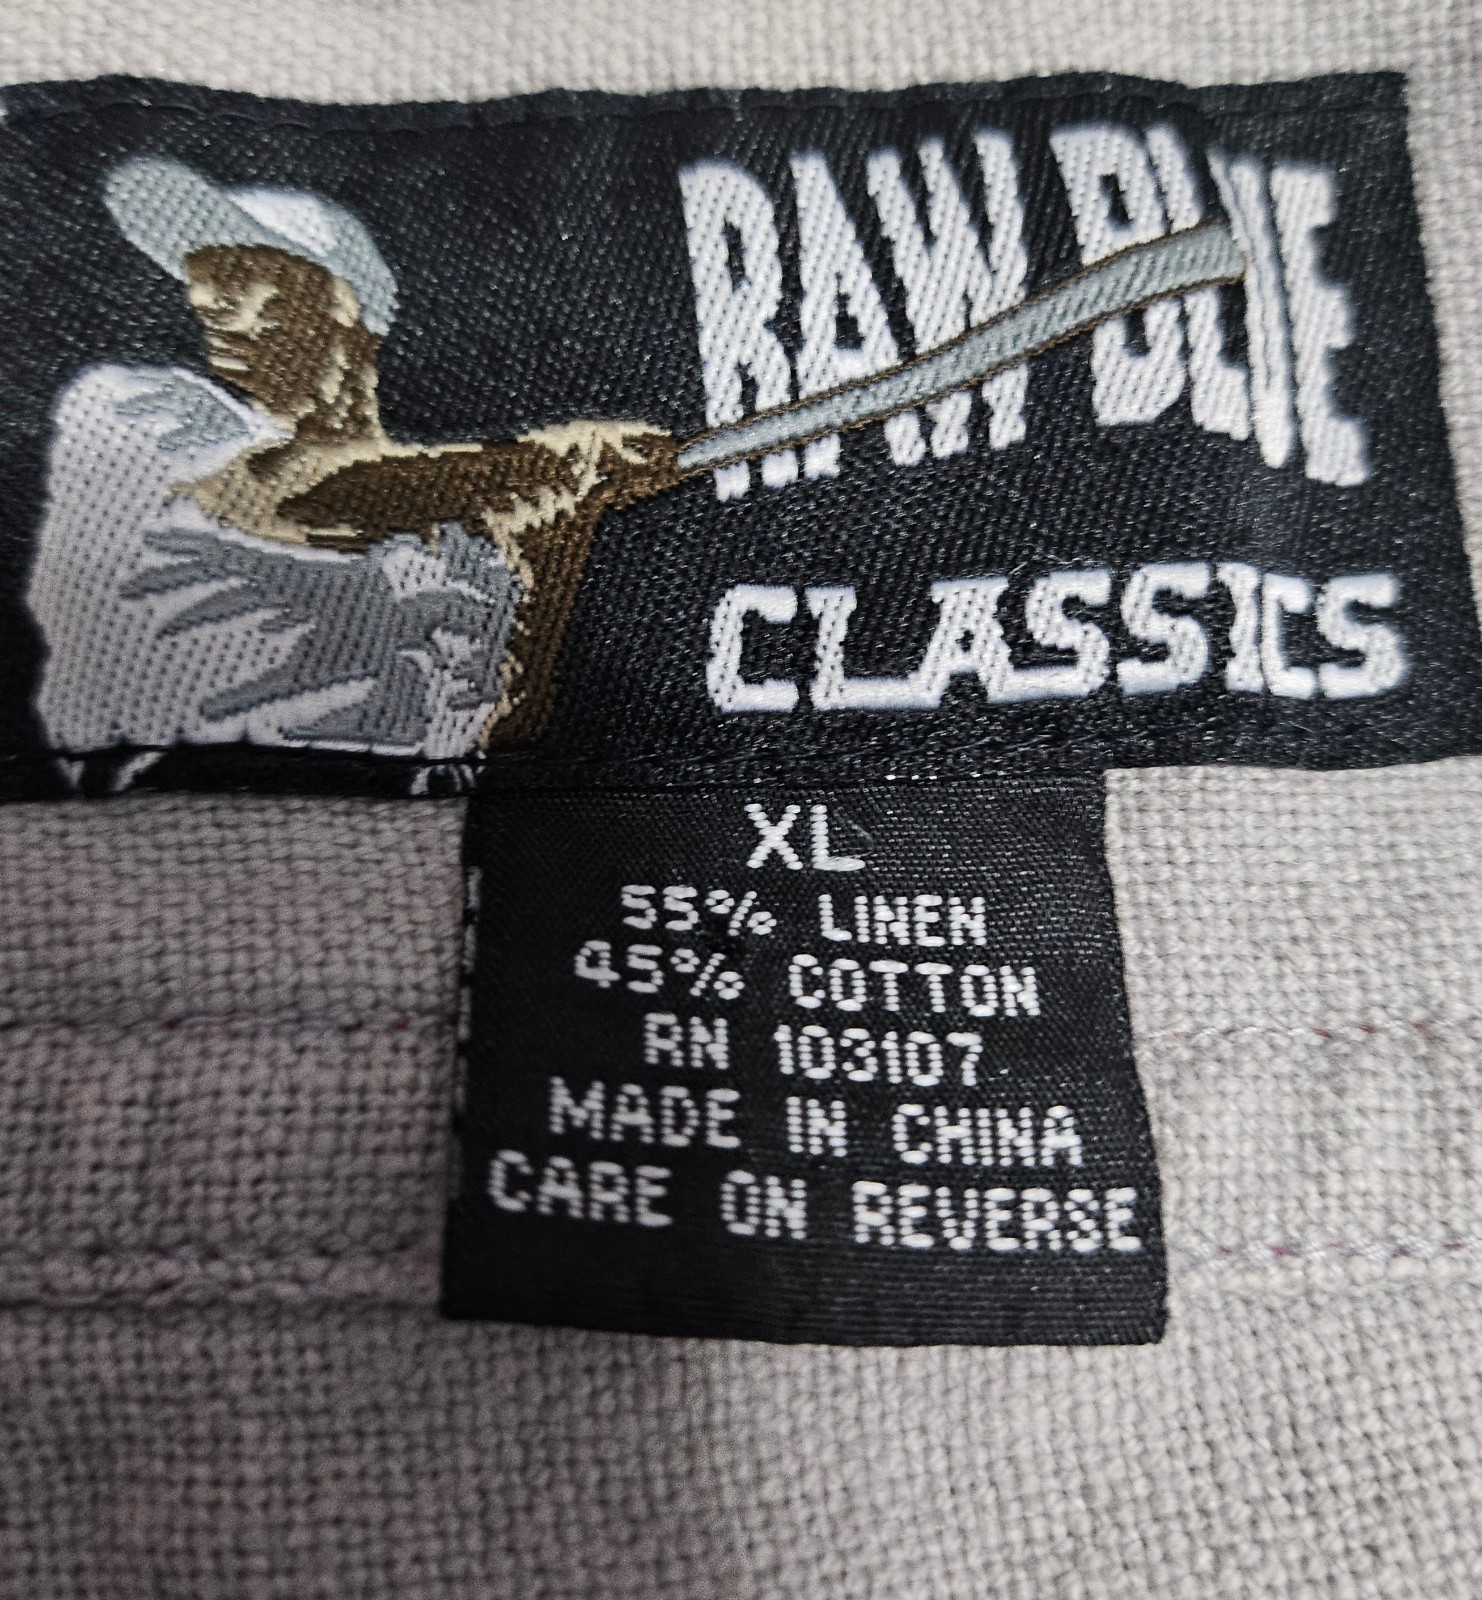 RAW BLUE
CLASSICS
XL
55% LINEN
45% COTTON
RN 103107
MADE IN CHINA
CARE ON REVERSE